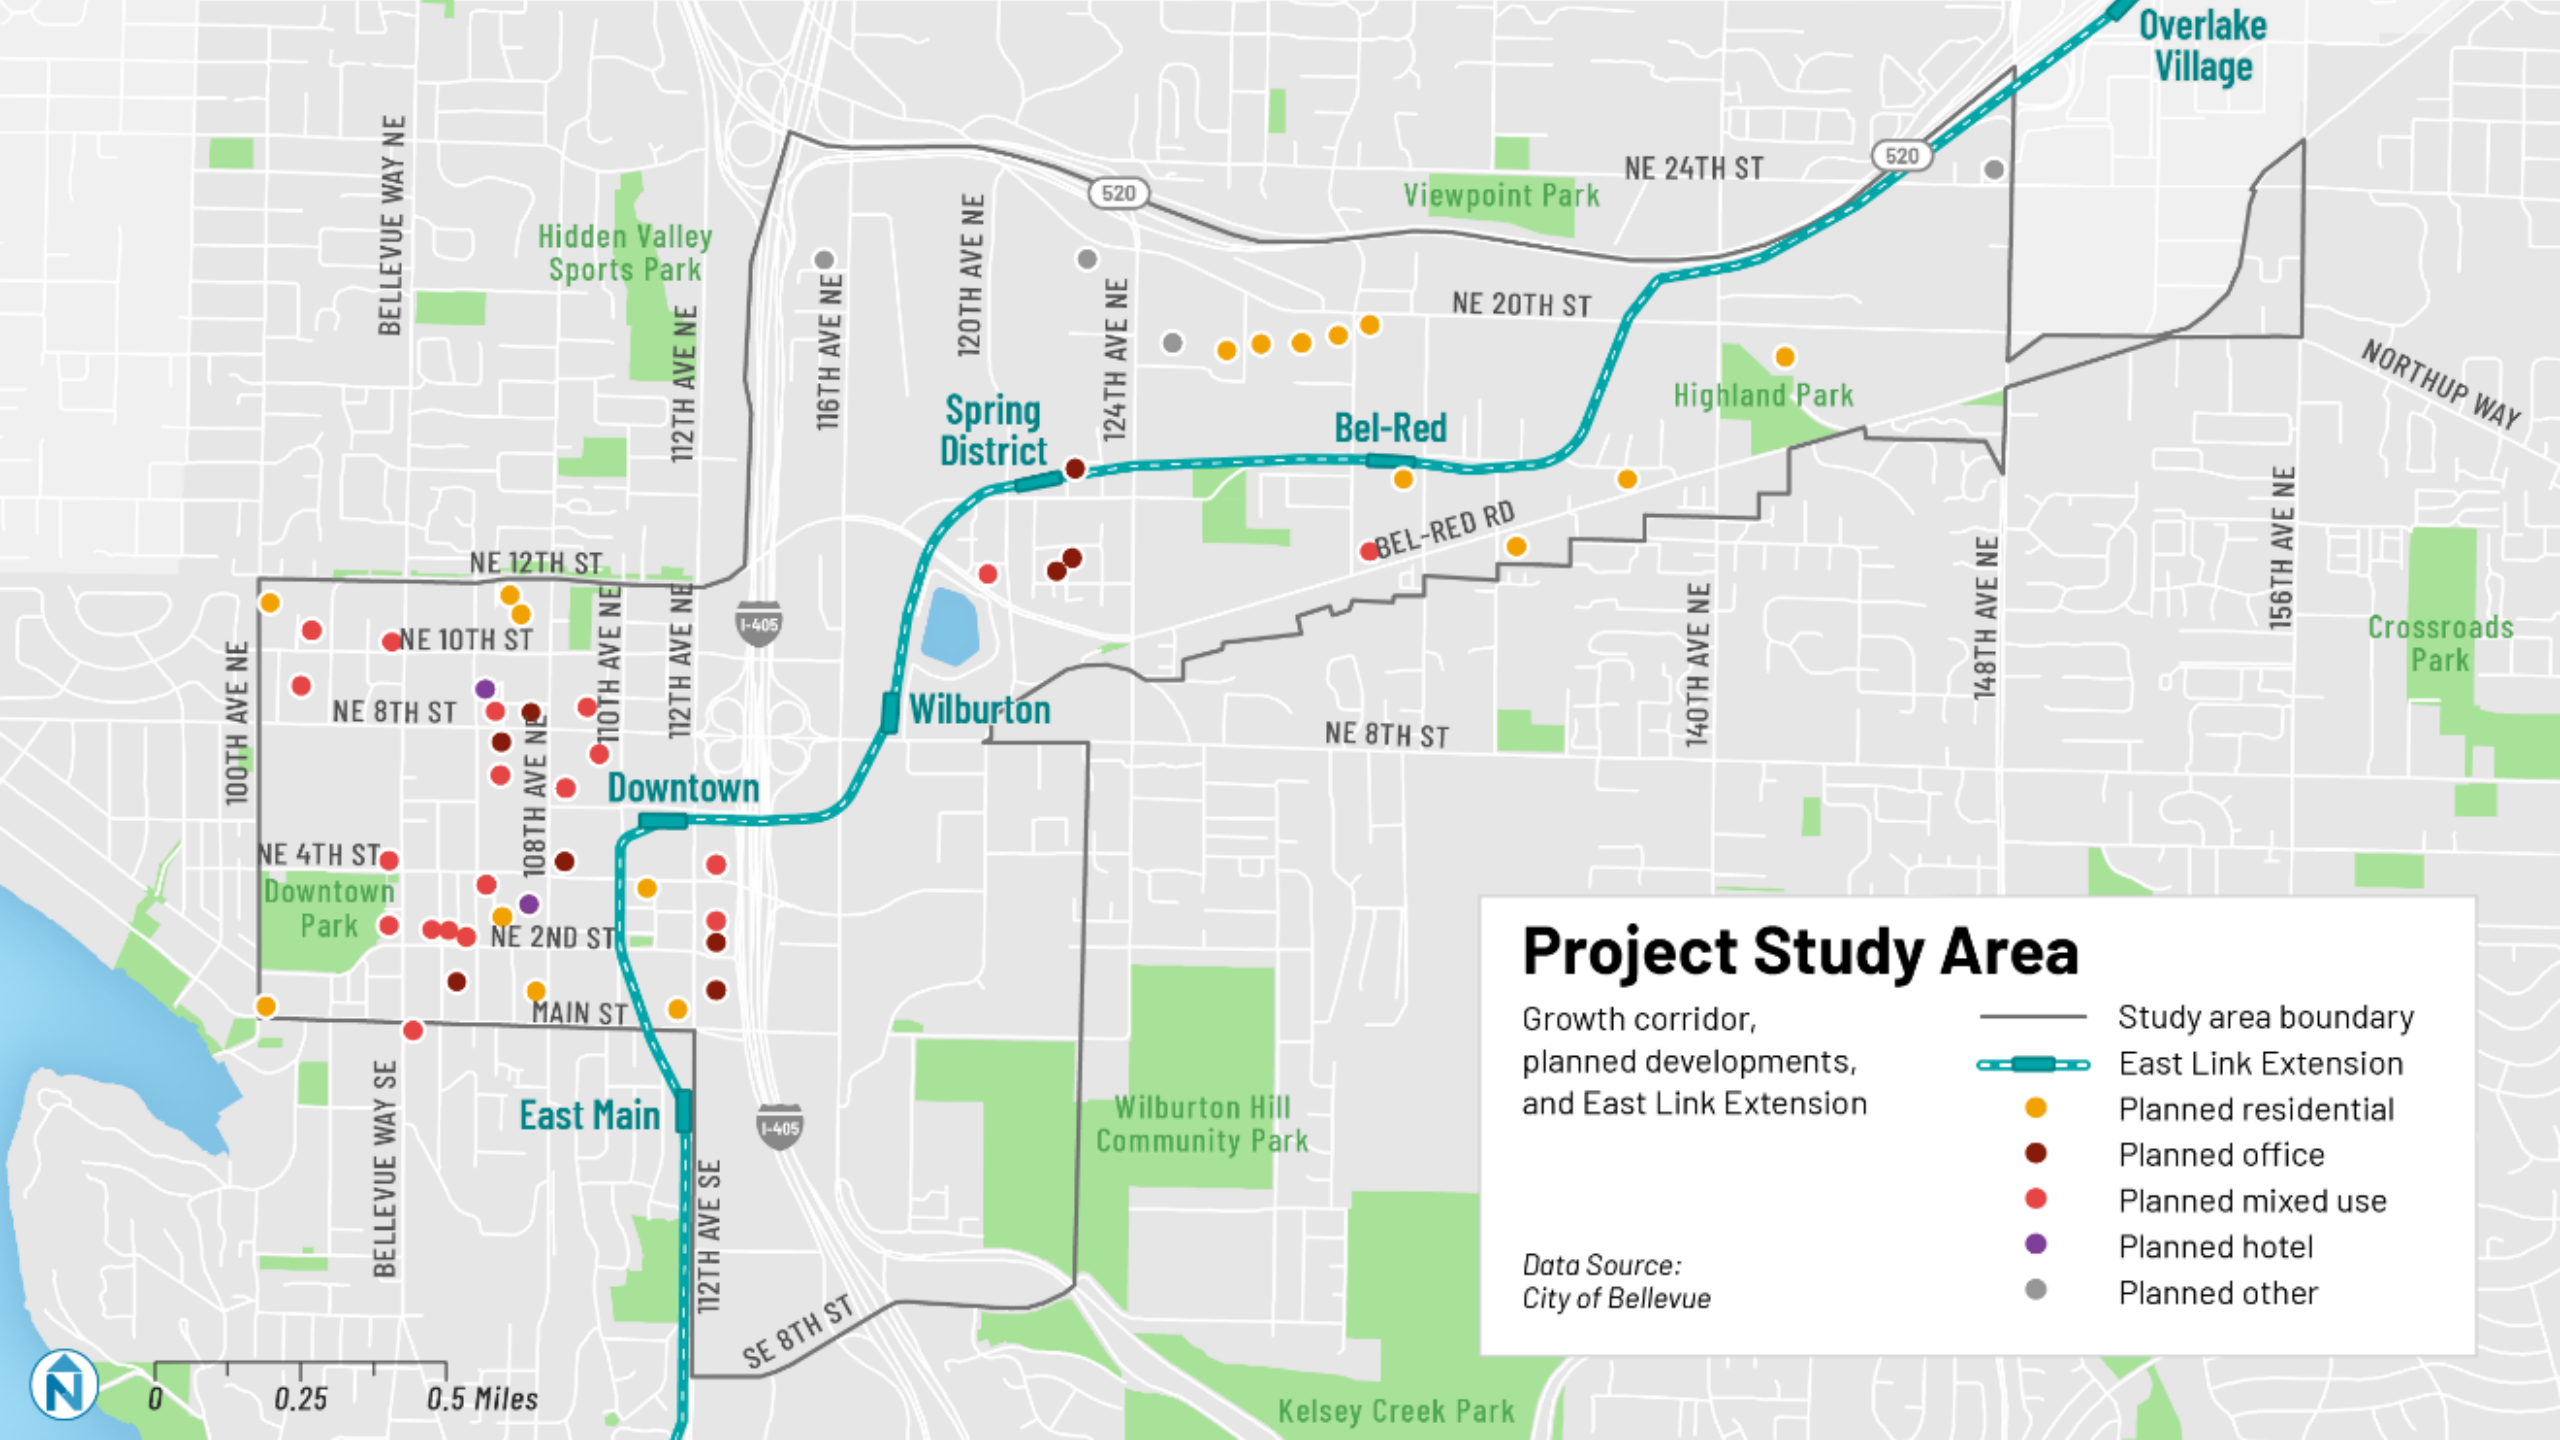 Overlake
Village
BELLEVUE WAY NE
520
NE 24TH ST
520
Viewpoint Park
Hidden Valley
Sports Park
120TH AVE NE
116TH AVE NE
124TH AVE NE
112TH AVE NE
NE 20TH ST
NORTHUP WAY
Highland Park
Spring
District
Bel-Red
BEL-RED RD
156TH AVE NE
148TH AVE NE
NE 12TH ST
140TH AVE NE
110TH AVE NE
112TH AVE NE
I-405
NE 10TH ST
Crossroads
Park
100TH AVE NE
NE 8TH ST
Wilburton
108TH AVE NE
NE 8TH ST
Downtown
NE 4TH ST
Downtown
Park
NE 2ND ST
MAIN ST
BELLEVUE WAY SE
East Main
I-405
Wilburton Hill
Community Park
112TH AVE SE
SE 8TH ST
Kelsey Creek Park
N
0 0.25 0.5 Miles
Project Study Area
Growth corridor,
planned developments,
and East Link Extension
Data Source:
City of Bellevue
Study area boundary
East Link Extension
Planned residential
Planned office
Planned mixed use
Planned hotel
Planned other